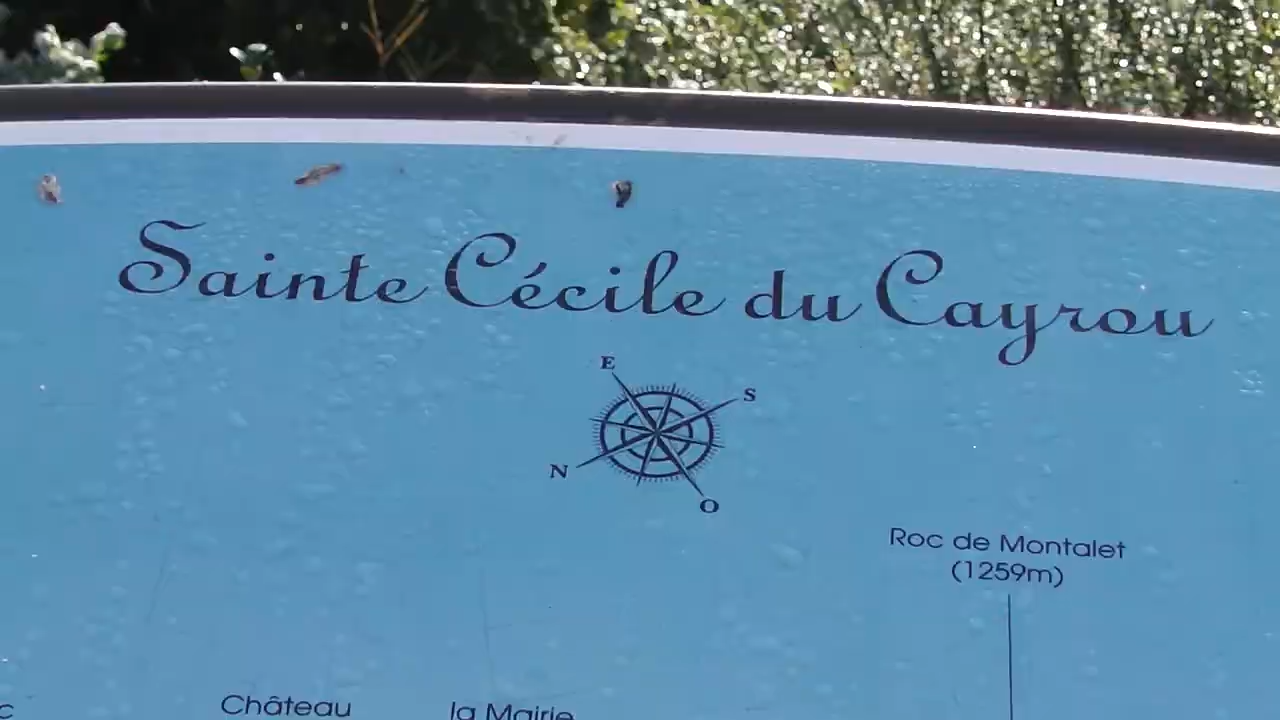 Sainte Cécile du Cayrou
E
S
N
O
Roc de Montalet
(1259m)
Château
la Mairie